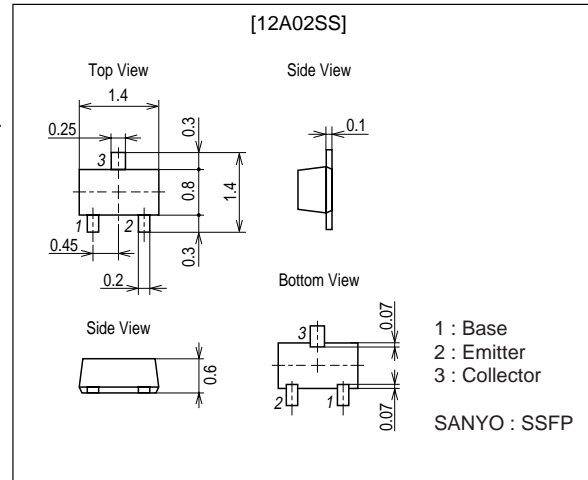 [12A02SS]
Top View
Side View
1.4
0.25
0.3
0.1
3
0.8
1.4
1
2
0.45
0.3
0.2
Bottom View
Side View
0.6
3
0.07
2
1
0.07
1 : Base
2 : Emitter
3 : Collector
SANYO : SSFP